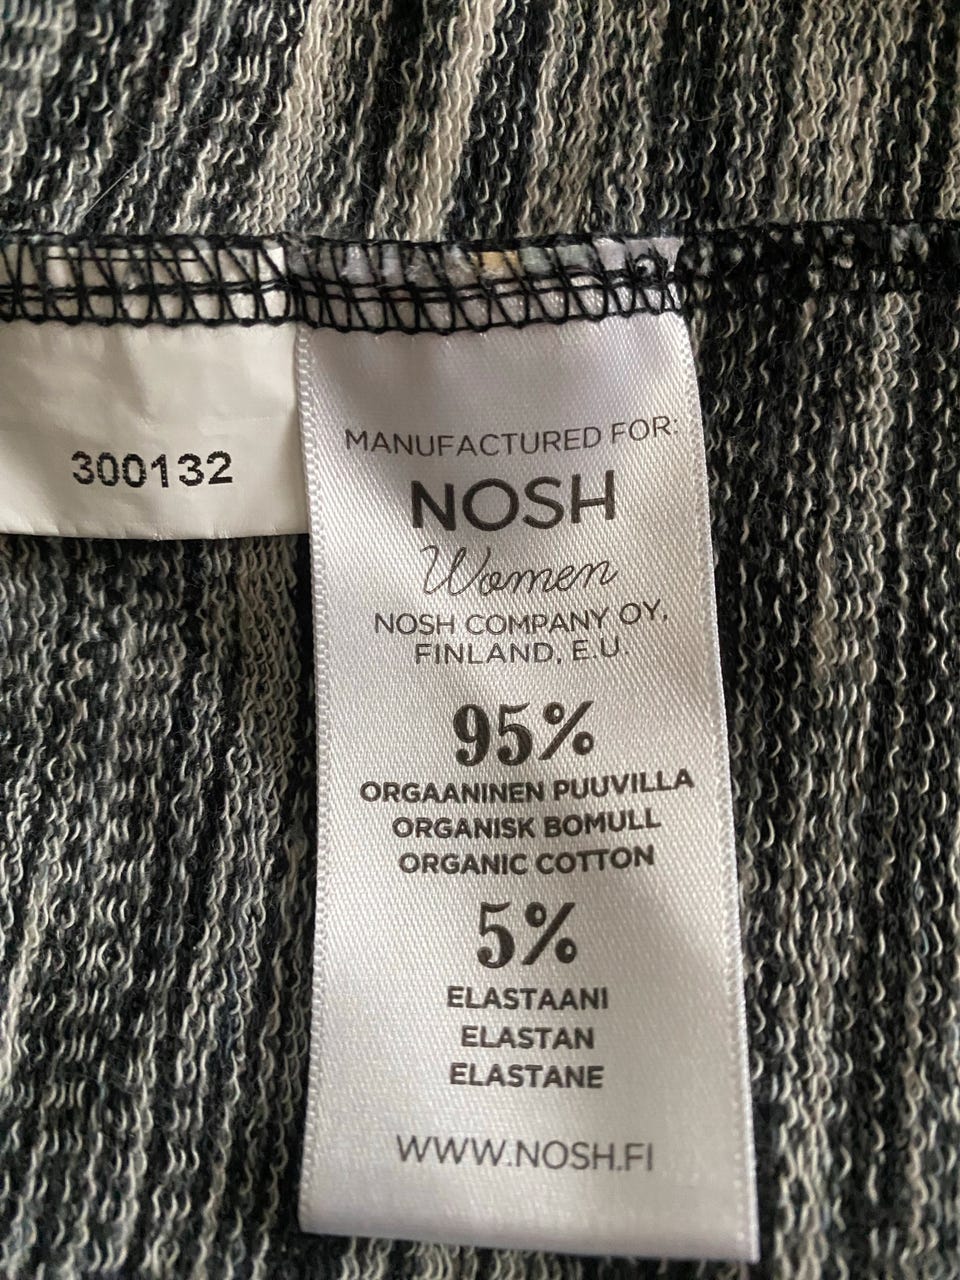 300132
MANUFACTURED FOR:
NOSH
Women
NOSH COMPANY OY,
FINLAND, E.U.
95%
ORGAANINEN PUUVILLA
ORGANISK BOMULL
ORGANIC COTTON
5%
ELASTAANI
ELASTAN
ELASTANE
WWW.NOSH.FI